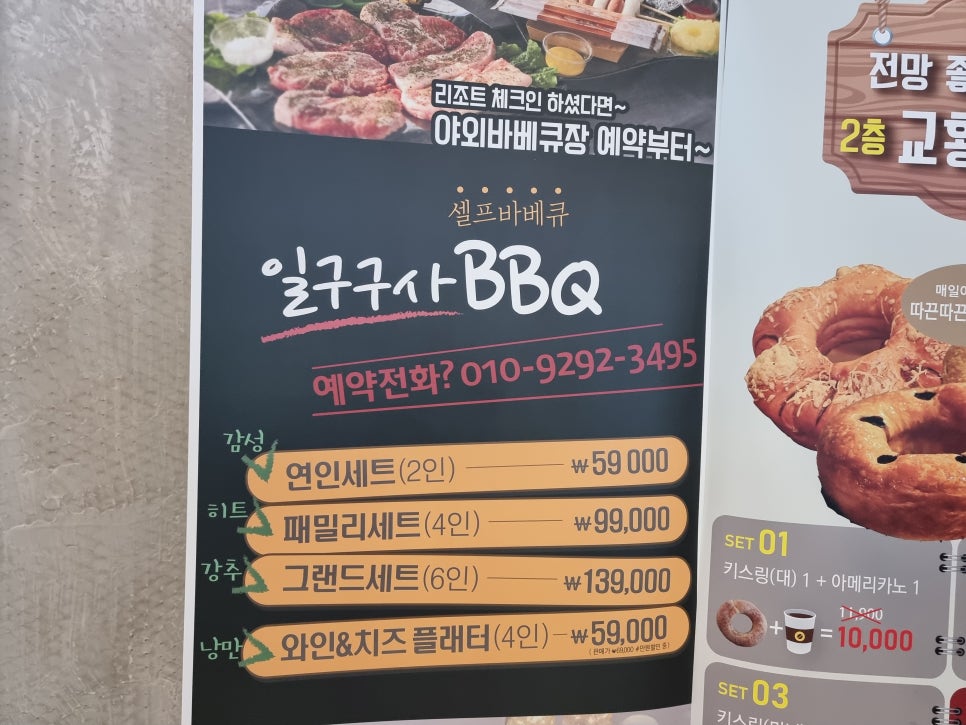 리조트 체크인 하셨다면~
야외바베큐장 예약부터~
셀프바베큐
일구구사BBQ
예약전화? 010-9292-3495
감성
연인세트(2인) ₩59 000
히트
패밀리세트(4인) ₩99,000
강추
그랜드세트(6인) ₩139,000
낭만
와인&치즈 플래터(4인) ₩59,000
전망
2층
따끈따끈
SET 01
키스링(대) 1 + 아메리카노 1
11,900
+ = 10,000
SET 03